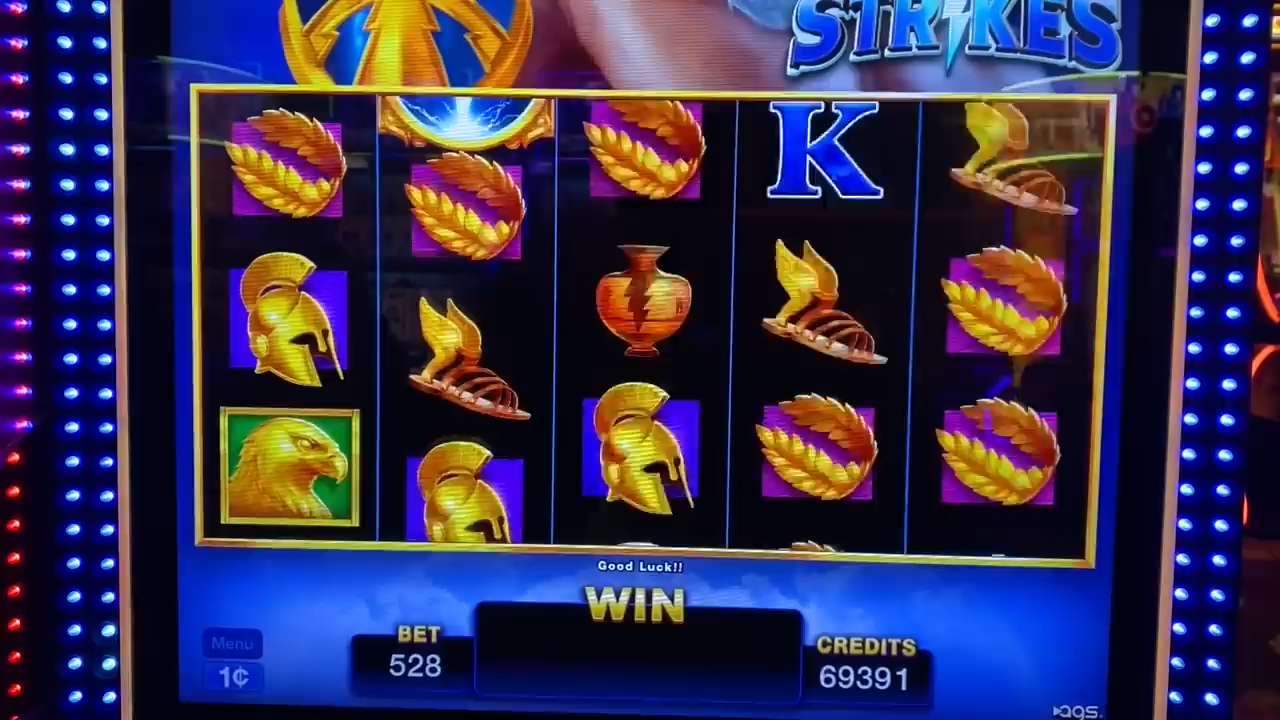 STRIKES
K
Good Luck!!
WIN
Menu
BET
528
CREDITS
69391
1¢
ags